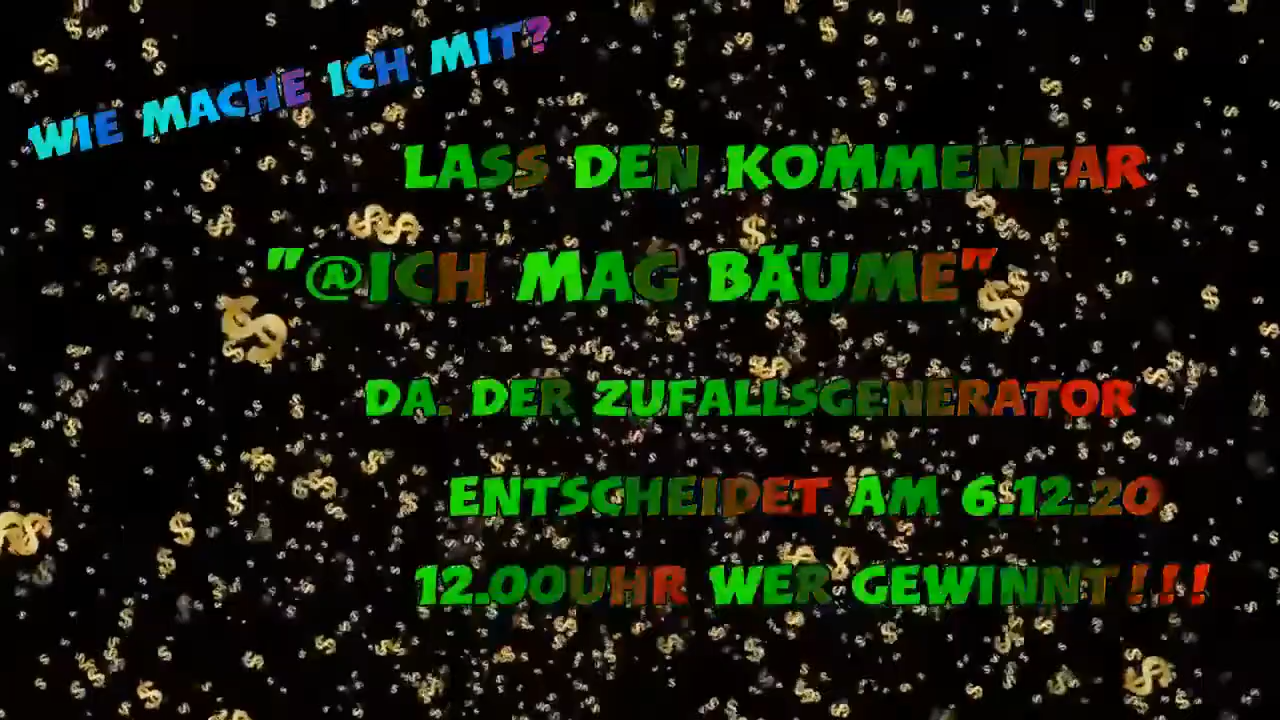 WIE MACHE ICH MIT?
LASS DEN KOMMENTAR
"@ICH MAG BÄUME"
DA. DER ZUFALLSGENERATOR
ENTSCHEIDET AM 6.12.20
12.00UHR WER GEWINNT!!!